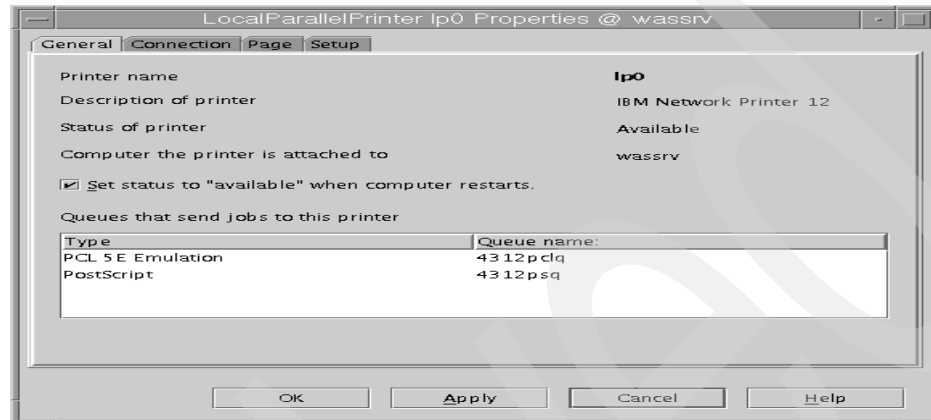 LocalParallelPrinter lp0 Properties @ wassrv
General Connection Page Setup
Printer name lp0
Description of printer IBM Network Printer 12
Status of printer Available
Computer the printer is attached to wassrv
Set status to "available" when computer restarts.
Queues that send jobs to this printer
Type Queue name:
PCL 5E Emulation 4312pclq
PostScript 4312psq
OK Apply Cancel Help